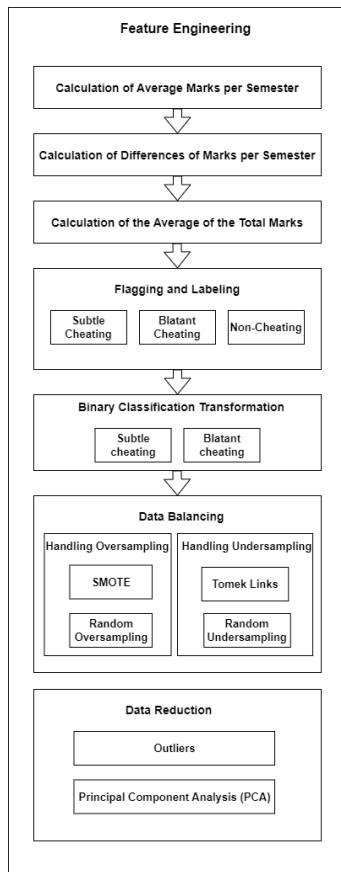 Feature Engineering
Calculation of Average Marks per Semester
Calculation of Differences of Marks per Semester
Calculation of the Average of the Total Marks
Flagging and Labeling
Subtle
Cheating
Blatant
Cheating
Non-Cheating
Binary Classification Transformation
Subtle
cheating
Blatant
cheating
Data Balancing
Handling Oversampling
SMOTE
Random
Oversampling
Handling Undersampling
Tomek Links
Random
Undersampling
Data Reduction
Outliers
Principal Component Analysis (PCA)